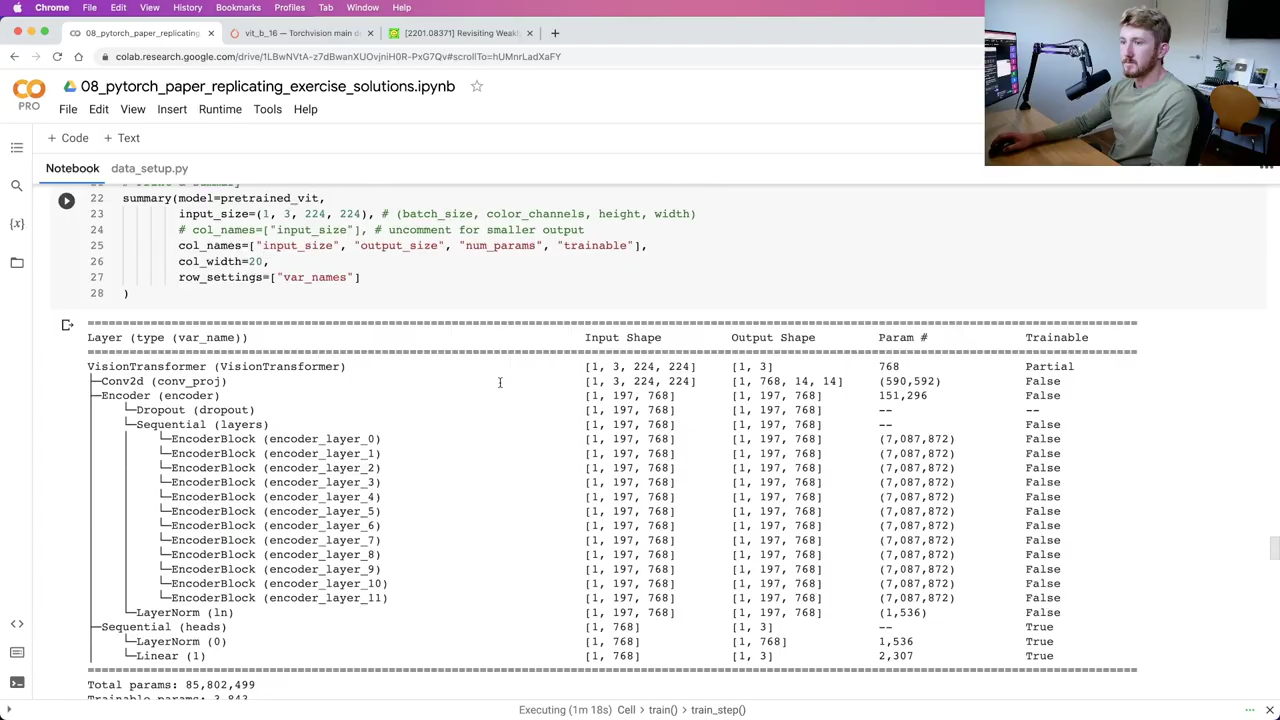 Chrome File Edit View History Bookmarks Profiles Tab Window Help
08_pytorch_paper_replicating_ × vit_b_16 — Torchvision main d × [2201.08371] Revisiting Weakly × +
08_pytorch_paper_replicating_exercise_solutions.ipynb
PRO
File Edit View Insert Runtime Tools Help
+ Code + Text
Notebook data_setup.py
22 summary(model=pretrained_vit,
23 input_size=(1, 3, 224, 224), # (batch_size, color_channels, height, width)
24 # col_names=["input_size"], # uncomment for smaller output
25 col_names=["input_size", "output_size", "num_params", "trainable"],
26 col_width=20,
27 row_settings=["var_names"]
28 )
Layer (type (var_name)) Input Shape Output Shape Param # Trainable
VisionTransformer (VisionTransformer) [1, 3, 224, 224] [1, 3] 768 Partial
├─Conv2d (conv_proj) [1, 3, 224, 224] [1, 768, 14, 14] (590,592) False
├─Encoder (encoder) [1, 197, 768] [1, 197, 768] 151,296 False
│ └─Dropout (dropout) [1, 197, 768] [1, 197, 768] -- --
│ └─Sequential (layers) [1, 197, 768] [1, 197, 768] -- False
│ │ └─EncoderBlock (encoder_layer_0) [1, 197, 768] [1, 197, 768] (7,087,872) False
│ │ └─EncoderBlock (encoder_layer_1) [1, 197, 768] [1, 197, 768] (7,087,872) False
│ │ └─EncoderBlock (encoder_layer_2) [1, 197, 768] [1, 197, 768] (7,087,872) False
│ │ └─EncoderBlock (encoder_layer_3) [1, 197, 768] [1, 197, 768] (7,087,872) False
│ │ └─EncoderBlock (encoder_layer_4) [1, 197, 768] [1, 197, 768] (7,087,872) False
│ │ └─EncoderBlock (encoder_layer_5) [1, 197, 768] [1, 197, 768] (7,087,872) False
│ │ └─EncoderBlock (encoder_layer_6) [1, 197, 768] [1, 197, 768] (7,087,872) False
│ │ └─EncoderBlock (encoder_layer_7) [1, 197, 768] [1, 197, 768] (7,087,872) False
│ │ └─EncoderBlock (encoder_layer_8) [1, 197, 768] [1, 197, 768] (7,087,872) False
│ │ └─EncoderBlock (encoder_layer_9) [1, 197, 768] [1, 197, 768] (7,087,872) False
│ │ └─EncoderBlock (encoder_layer_10) [1, 197, 768] [1, 197, 768] (7,087,872) False
│ │ └─EncoderBlock (encoder_layer_11) [1, 197, 768] [1, 197, 768] (7,087,872) False
│ └─LayerNorm (ln) [1, 197, 768] [1, 197, 768] (1,536) False
├─Sequential (heads) [1, 768] [1, 3] -- True
│ └─LayerNorm (0) [1, 768] [1, 768] 1,536 True
│ └─Linear (1) [1, 768] [1, 3] 2,307 True
Total params: 85,802,499
Trainable params: 3,843
Executing (1m 18s) Cell > train() > train_step()